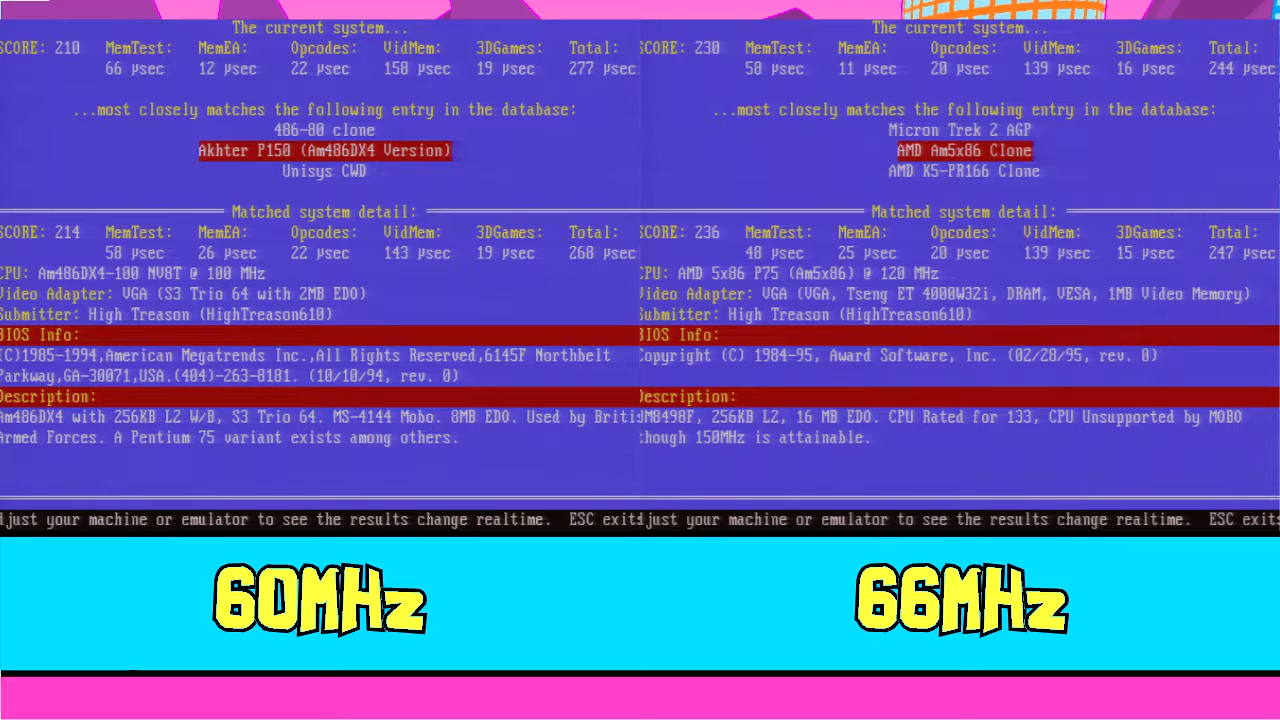 The current system...
SCORE: 210 MemTest: MemEA: Opcodes: VidMem: 3DGames: Total:
66 µsec 12 µsec 22 µsec 158 µsec 19 µsec 277 µsec
...most closely matches the following entry in the database:
486-80 clone
Akhter P150 (Am486DX4 Version)
Unisys CWD
Matched system detail:
SCORE: 214 MemTest: MemEA: Opcodes: VidMem: 3DGames: Total:
58 µsec 26 µsec 22 µsec 143 µsec 19 µsec 268 µsec
CPU: Am486DX4-100 NV8T @ 100 MHz
Video Adapter: VGA (S3 Trio 64 with 2MB EDO)
Submitter: High Treason (HighTreason610)
BIOS Info:
(C)1985-1994,American Megatrends Inc.,All Rights Reserved,6145F Northbelt
Parkway,GA-30071,USA.(404)-263-8181. (10/10/94, rev. 0)
Description:
Am486DX4 with 256KB L2 W/B, S3 Trio 64. MS-4144 Mobo. 8MB EDO. Used by Britis
Armed Forces. A Pentium 75 variant exists among others.
djust your machine or emulator to see the results change realtime. ESC exits
60MHz
The current system...
SCORE: 230 MemTest: MemEA: Opcodes: VidMem: 3DGames: Total:
58 µsec 11 µsec 20 µsec 139 µsec 16 µsec 244 µsec
...most closely matches the following entry in the database:
Micron Trek 2 AGP
AMD Am5x86 Clone
AMD K5-PR166 Clone
Matched system detail:
SCORE: 236 MemTest: MemEA: Opcodes: VidMem: 3DGames: Total:
48 µsec 25 µsec 20 µsec 139 µsec 15 µsec 247 µsec
CPU: AMD 5x86 P75 (Am5x86) @ 120 MHz
Video Adapter: VGA (VGA, Tseng ET 4000W32i, DRAM, VESA, 1MB Video Memory)
Submitter: High Treason (HighTreason610)
BIOS Info:
Copyright (C) 1984-95, Award Software, Inc. (02/28/95, rev. 0)
Description:
UM8498F, 256KB L2, 16 MB EDO. CPU Rated for 133, CPU Unsupported by MOBO
though 150MHz is attainable.
djust your machine or emulator to see the results change realtime. ESC exits
66MHz